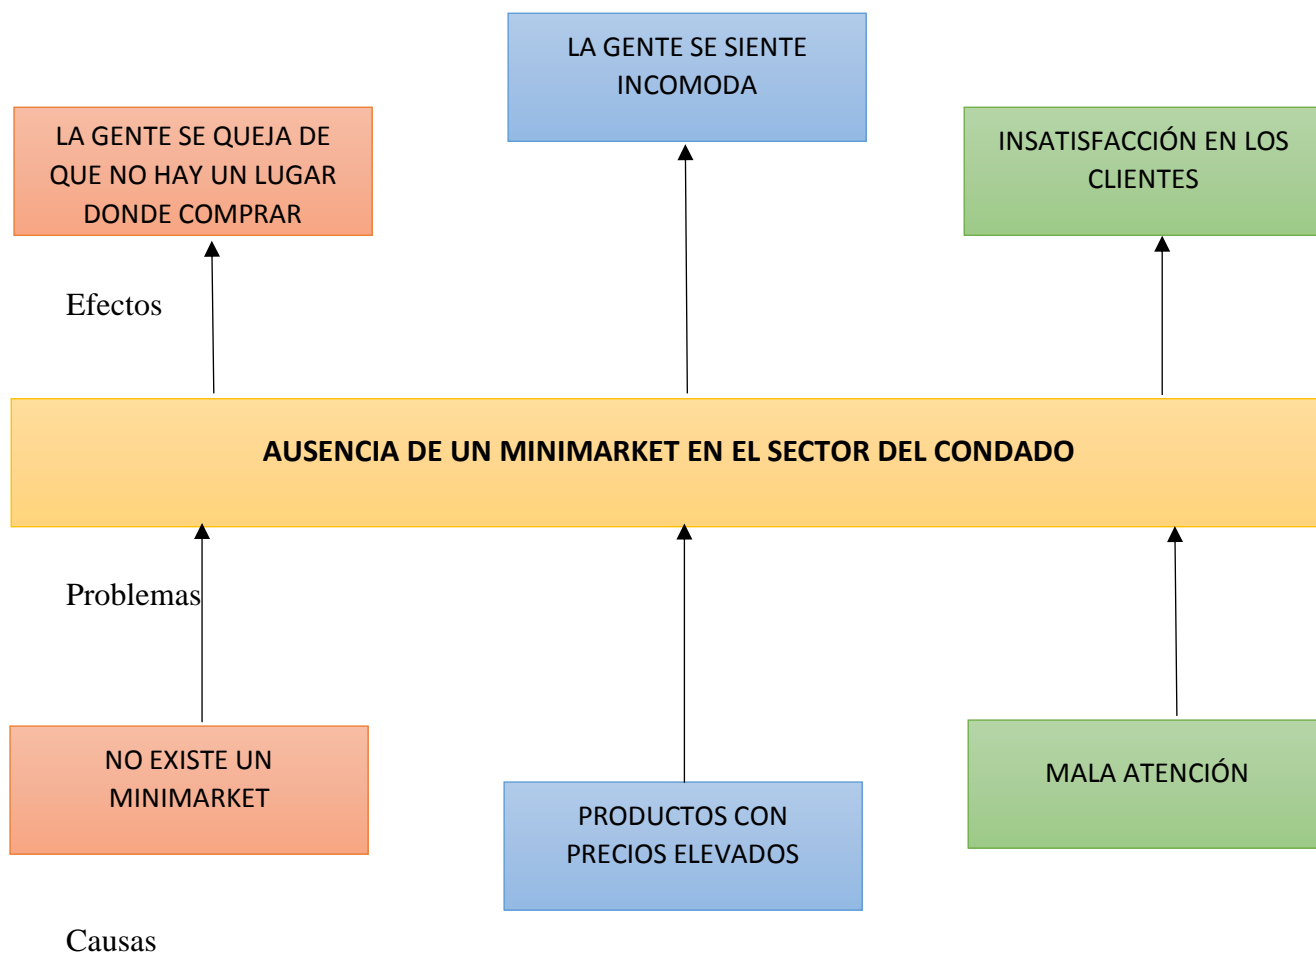 LA GENTE SE SIENTE
INCOMODA
LA GENTE SE QUEJA DE
QUE NO HAY UN LUGAR
DONDE COMPRAR
INSATISFACCIÓN EN LOS
CLIENTES
Efectos
AUSENCIA DE UN MINIMARKET EN EL SECTOR DEL CONDADO
Problemas
NO EXISTE UN
MINIMARKET
PRODUCTOS CON
PRECIOS ELEVADOS
MALA ATENCIÓN
Causas